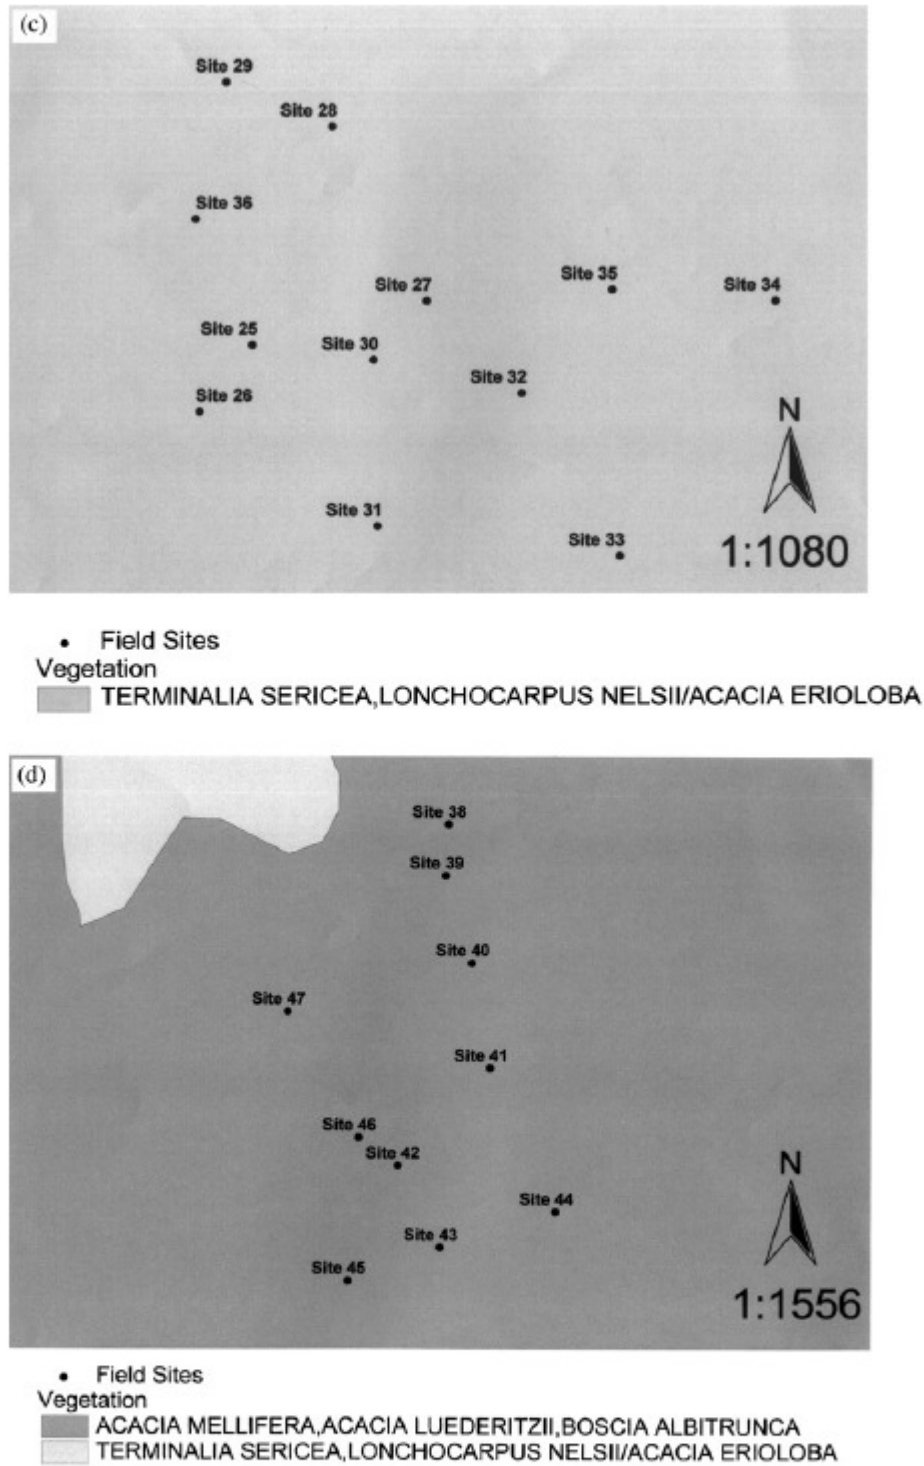 (c)
Site 29
Site 28
Site 36
Site 35
Site 27
Site 34
Site 25
Site 30
Site 32
Site 26
N
Site 31
Site 33
1:1080
Field Sites
Vegetation
TERMINALIA SERICEA,LONCHOCARPUS NELSII/ACACIA ERIOLOBA
(d)
Site 38
Site 39
Site 40
Site 47
Site 41
Site 46
Site 42
N
Site 44
Site 43
Site 45
1:1556
Field Sites
Vegetation
ACACIA MELLIFERA,ACACIA LUEDERITZII,BOSCIA ALBITRUNCA
TERMINALIA SERICEA,LONCHOCARPUS NELSII/ACACIA ERIOLOBA